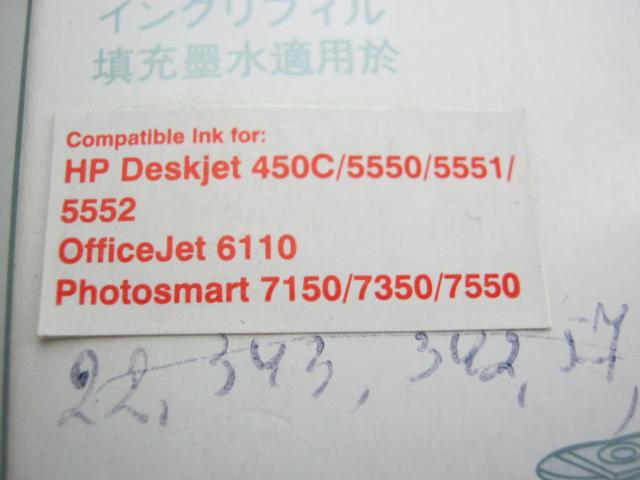 インクリフィル
填充墨水適用於
Compatible Ink for:
HP Deskjet 450C/5550/5551/
5552
OfficeJet 6110
Photosmart 7150/7350/7550
22, 343, 342, 57,